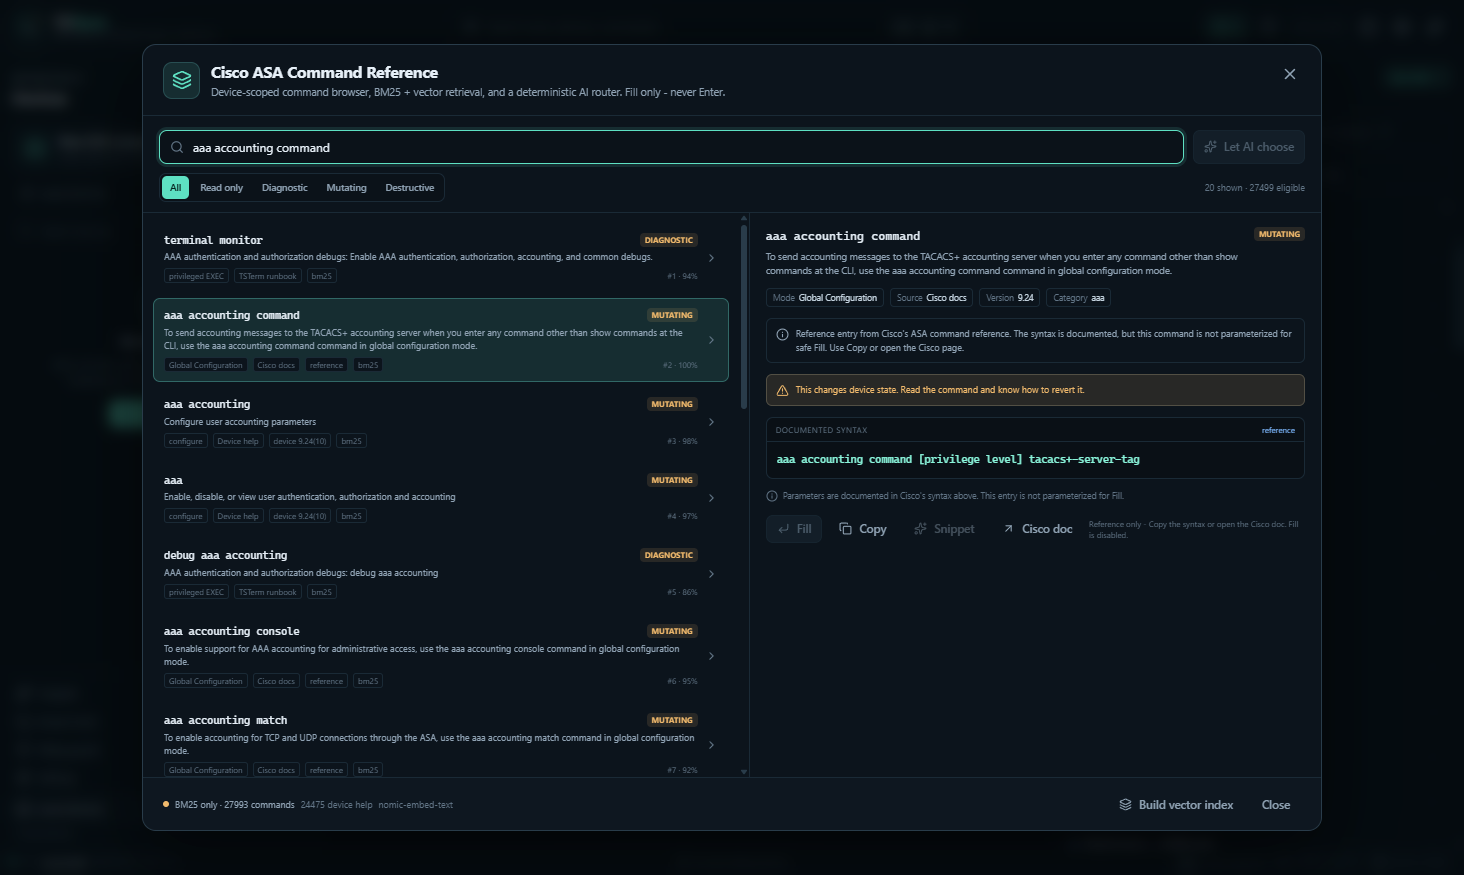 Cisco ASA Command Reference
Device-scoped command browser, BM25 + vector retrieval, and a deterministic AI router. Fill only - never Enter.
aaa accounting command
Let AI choose
All
Read only
Diagnostic
Mutating
Destructive
20 shown · 27499 eligible
terminal monitor
DIAGNOSTIC
AAA authentication and authorization debugs: Enable AAA authentication, authorization, accounting, and common debugs.
privileged EXEC
TSTerm runbook
bm25
#1 · 94%
aaa accounting command
MUTATING
To send accounting messages to the TACACS+ accounting server when you enter any command other than show commands at the
CLI, use the aaa accounting command command in global configuration mode.
Global Configuration
Cisco docs
reference
bm25
#2 · 100%
aaa accounting
MUTATING
Configure user accounting parameters
configure
Device help
device 9.24(10)
bm25
#3 · 98%
aaa
MUTATING
Enable, disable, or view user authentication, authorization and accounting
configure
Device help
device 9.24(10)
bm25
#4 · 97%
debug aaa accounting
DIAGNOSTIC
AAA authentication and authorization debugs: debug aaa accounting
privileged EXEC
TSTerm runbook
bm25
#5 · 86%
aaa accounting console
MUTATING
To enable support for AAA accounting for administrative access, use the aaa accounting console command in global configuration
mode.
Global Configuration
Cisco docs
reference
bm25
#6 · 95%
aaa accounting match
MUTATING
To enable accounting for TCP and UDP connections through the ASA, use the aaa accounting match command in global configuration
mode.
Global Configuration
Cisco docs
reference
bm25
#7 · 92%
aaa accounting command
MUTATING
To send accounting messages to the TACACS+ accounting server when you enter any command other than show
commands at the CLI, use the aaa accounting command command in global configuration mode.
Mode Global Configuration
Source Cisco docs
Version 9.24
Category aaa
Reference entry from Cisco's ASA command reference. The syntax is documented, but this command is not parameterized for
safe Fill. Use Copy or open the Cisco page.
This changes device state. Read the command and know how to revert it.
DOCUMENTED SYNTAX
reference
aaa accounting command [privilege level] tacacs+-server-tag
Parameters are documented in Cisco's syntax above. This entry is not parameterized for Fill.
Fill
Copy
Snippet
Cisco doc
Reference only - Copy the syntax or open the Cisco doc. Fill
is disabled.
BM25 only · 27993 commands
24475 device help
nomic-embed-text
Build vector index
Close